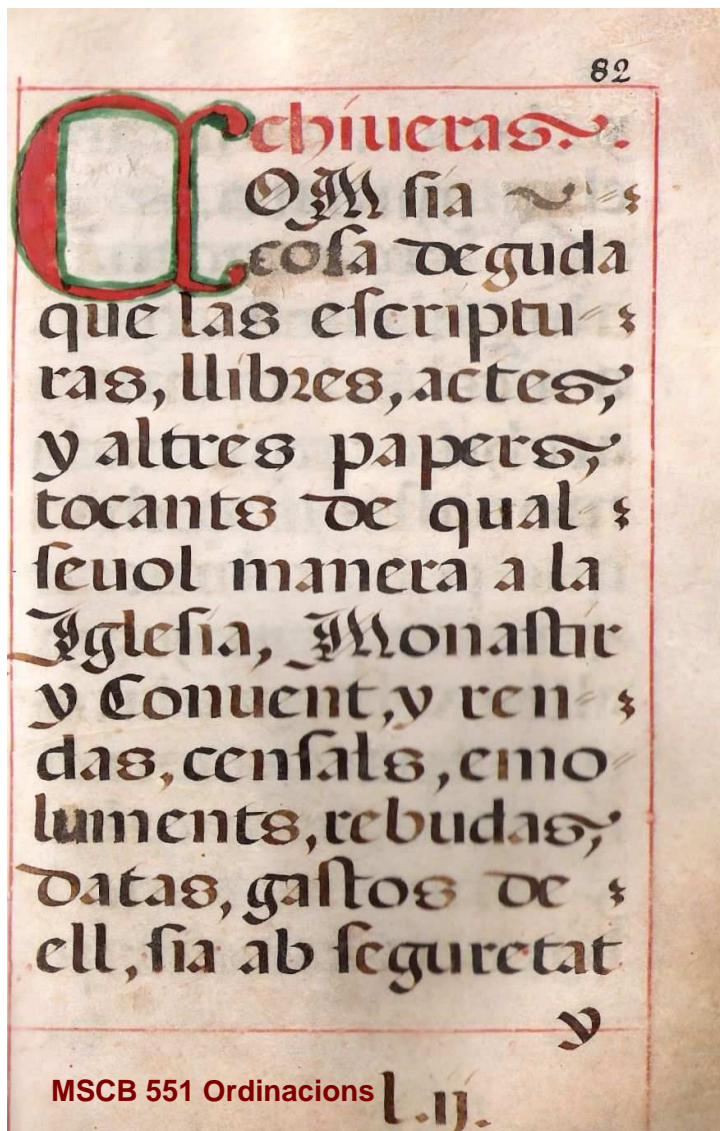 82
Achiueras
OM ſia
coſa deguda
que las eſcriptu-
ras, llibres, actes,
y altres papers,
tocants de qual
ſeuol manera a la
Igleſia, Monaſtir
y Conuent, y ren-
das, cenſals, emo-
luments, rebudas,
datas, gaſtos de
ell, ſia ab ſeguretat
y
MSCB 551 Ordinacions
l.ij.